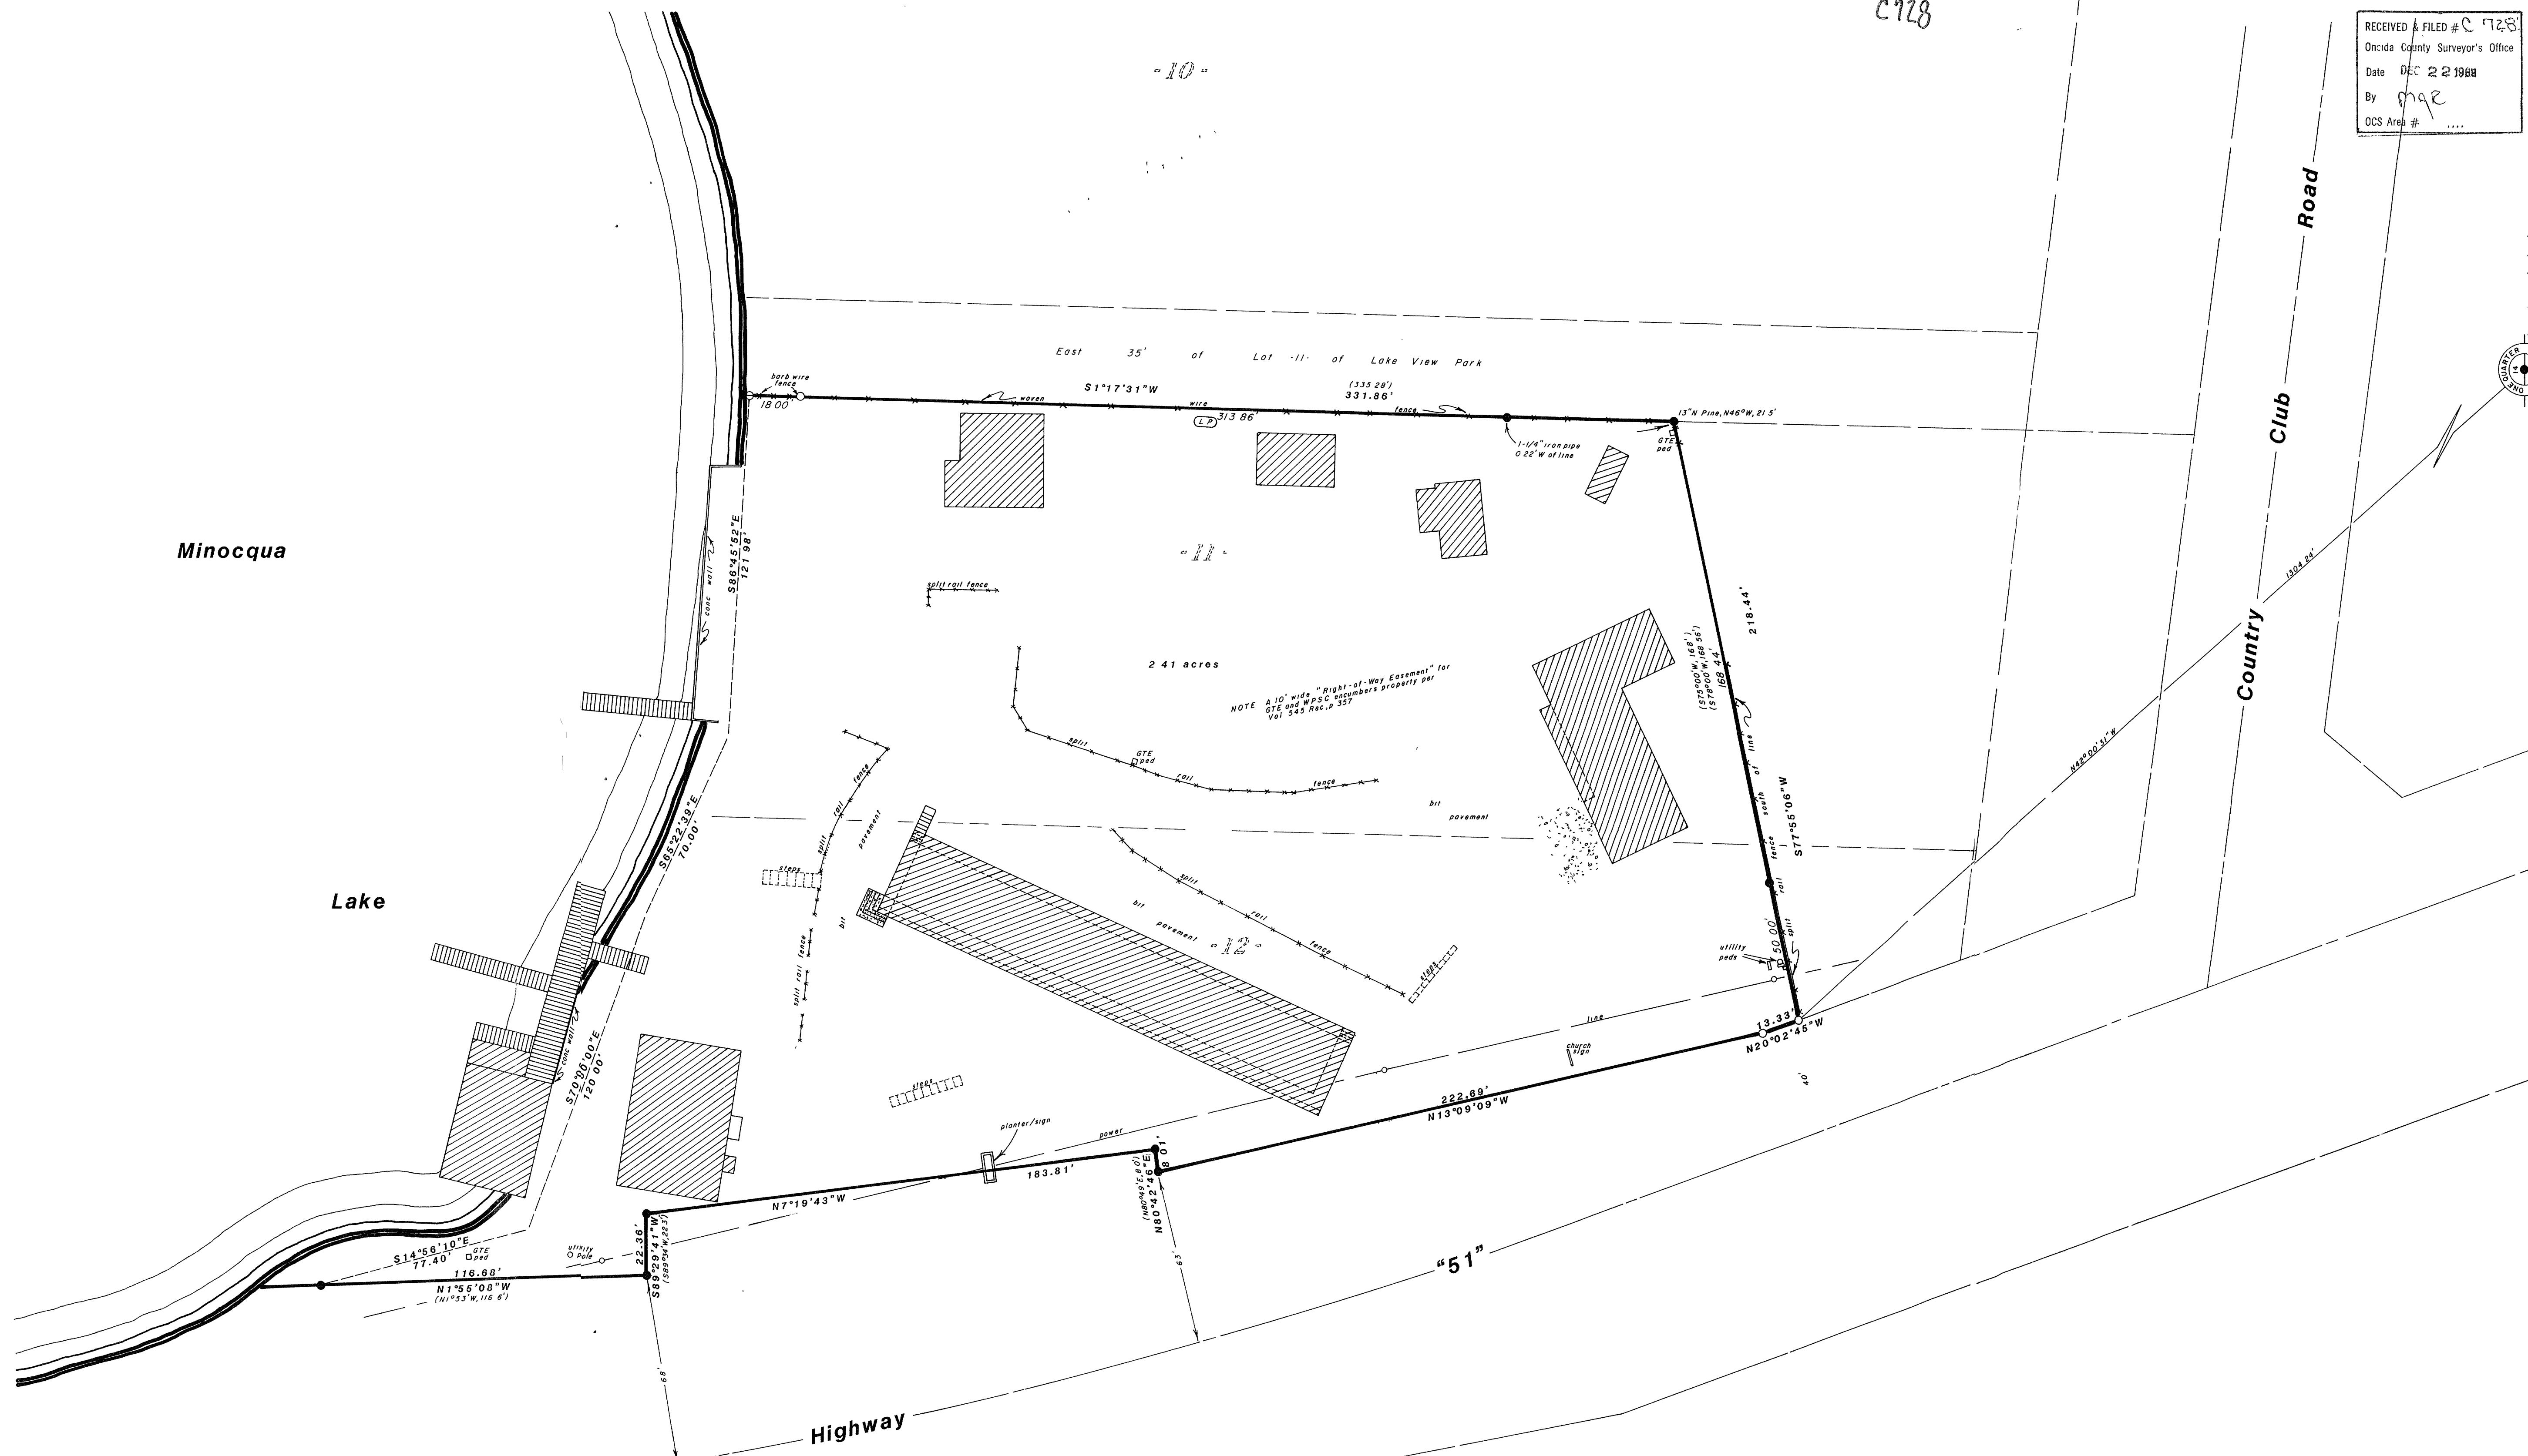 C728
RECEIVED & FILED # C 728
Oneida County Surveyor's Office
Date DEC 22 1988
By MQR
OCS Area # ....
- 10 -
Country Club Road
East 35' of Lot -11- of Lake View Park
barb wire
fence
18 00'
S1°17'31"W
(335 28')
331.86'
woven wire fence
LP
313 86'
13"N Pine, N46°W, 21 5'
GTE
ped
1-1/4" iron pipe
0 22' W of line
ONE QUARTER
14
1304 24'
N42°00'31"W
Minocqua
Lake
conc wall
S86°45'52"E
121 98'
- 11 -
split rail fence
2 41 acres
NOTE A 10' wide "Right-of-Way Easement" for
GTE and WPSC encumbers property per
Vol 545 Rec, p 357
218.44'
(S75°00'W, 168')
(S78°00'W, 168 56')
168 44'
S77°55'06"W
split rail fence south of line
50 00'
split rail fence
GTE
ped
split rail fence
bit pavement
bit pavement
S65°22'39"E
70.00'
steps
split rail fence
split rail fence
bit pavement
- 12 -
steps
utility
peds
conc wall
S70°06'00"E
120 00'
steps
power line
church
sign
13.33'
N20°02'45"W
40'
222.69'
N13°09'09"W
planter/sign
183.81'
N7°19'43"W
8 01'
N80°42'46"E
(N80°49'E, 8 0')
63'
22.36'
S89°29'41"W
(S89°34'W, 22 3')
utility
pole
GTE
ped
S14°56'10"E
77.40'
116.68'
N1°55'08"W
(N1°53'W, 116 6')
68'
Highway "51"